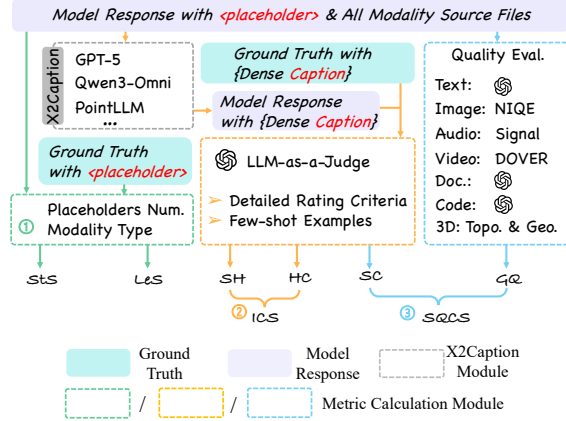 Model Response with <placeholder> & All Modality Source Files
X2Caption
GPT-5
Qwen3-Omni
PointLLM
...
Ground Truth with
{Dense Caption}
Model Response
with {Dense Caption}
Ground Truth
with <placeholder>
① Placeholders Num.
Modality Type
LLM-as-a-Judge
➢ Detailed Rating Criteria
➢ Few-shot Examples
Quality Eval.
Text:
Image: NIQE
Audio: Signal
Video: DOVER
Doc.:
Code:
3D: Topo. & Geo.
StS LeS SH HC SC GQ
② ICS ③ SQCS
Ground
Truth
Model
Response
X2Caption
Module
/ / Metric Calculation Module